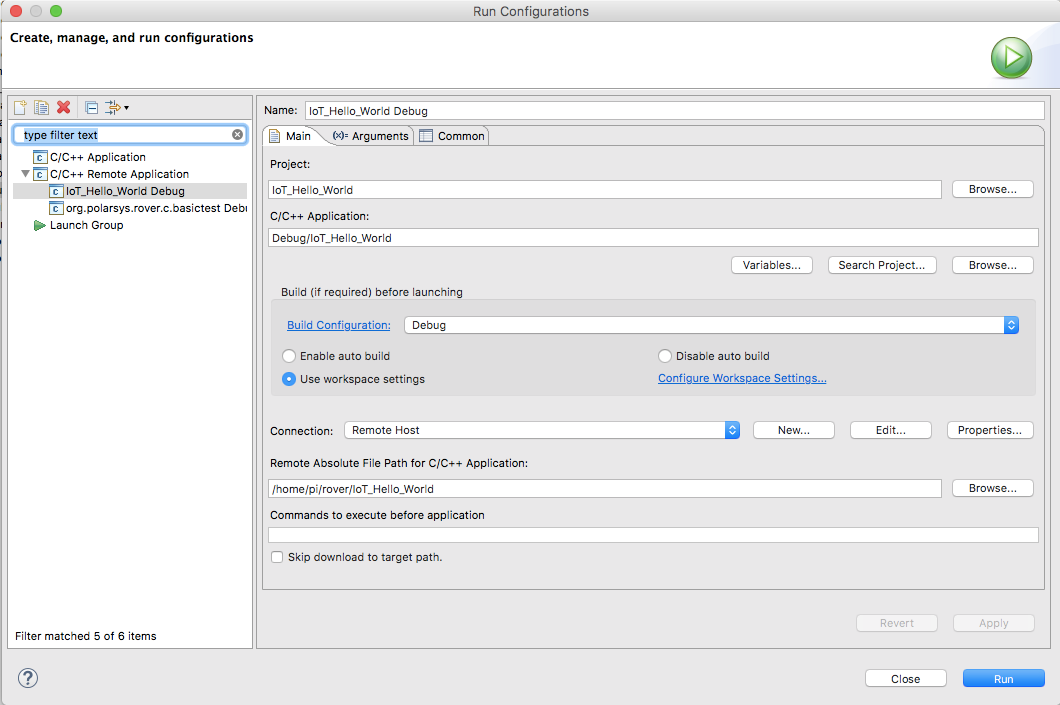 Run Configurations
Create, manage, and run configurations
type filter text
C/C++ Application
C/C++ Remote Application
IoT_Hello_World Debug
org.polarsys.rover.c.basictest Debu
Launch Group
Filter matched 5 of 6 items
Name: IoT_Hello_World Debug
Main (x)= Arguments Common
Project:
IoT_Hello_World Browse...
C/C++ Application:
Debug/IoT_Hello_World
Variables... Search Project... Browse...
Build (if required) before launching
Build Configuration: Debug
Enable auto build Disable auto build
Use workspace settings Configure Workspace Settings...
Connection: Remote Host New... Edit... Properties...
Remote Absolute File Path for C/C++ Application:
/home/pi/rover/IoT_Hello_World Browse...
Commands to execute before application
Skip download to target path.
Revert Apply
? Close Run